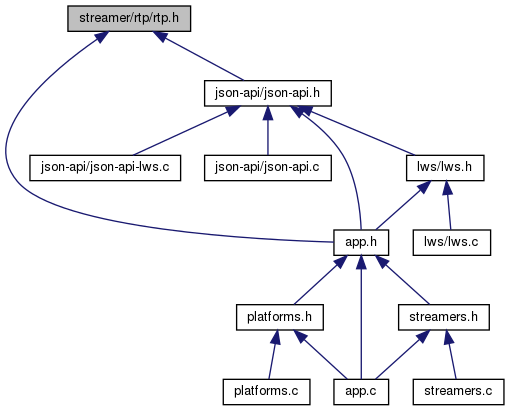 streamer/rtp/rtp.h
json-api/json-api.h
json-api/json-api-lws.c
json-api/json-api.c
lws/lws.h
app.h
lws/lws.c
platforms.h
streamers.h
platforms.c
app.c
streamers.c